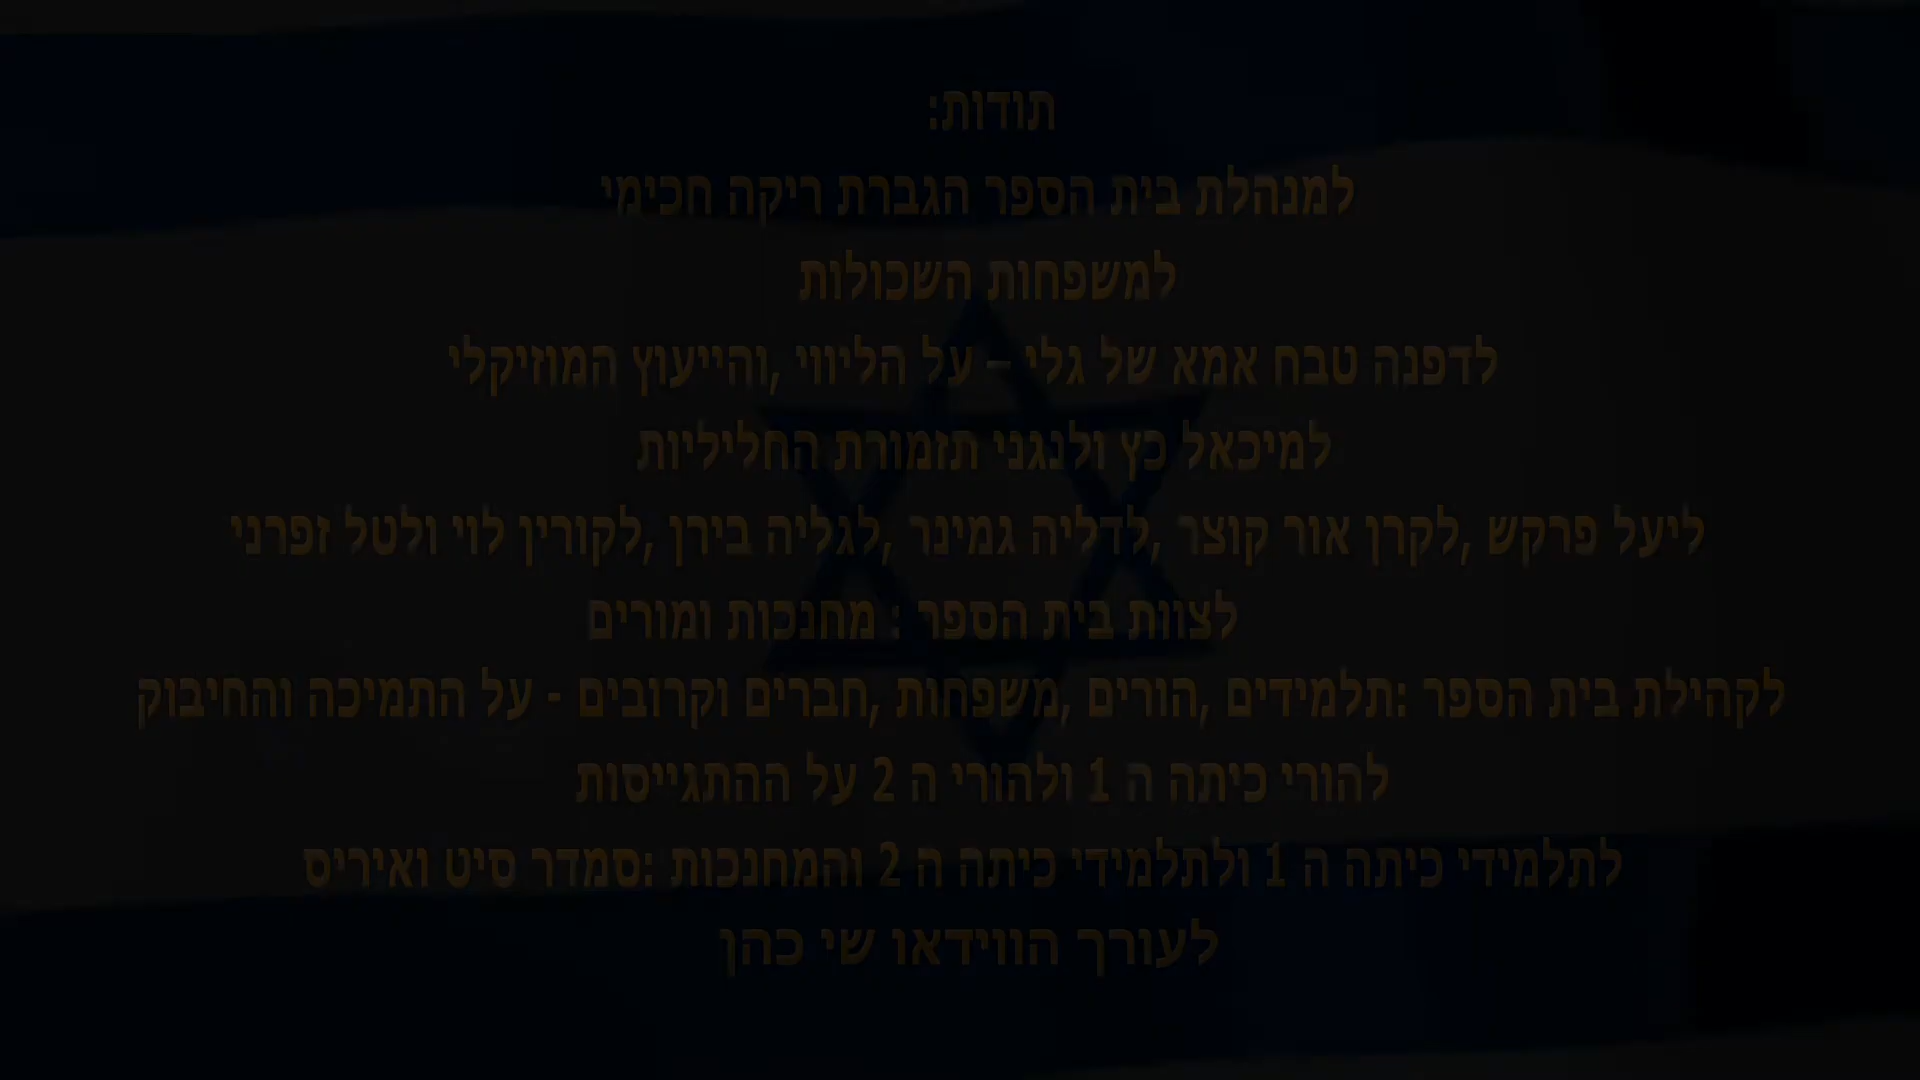 תודות:
למנהלת בית הספר הגברת ריקה חכימי
למשפחות השכולות
לדפנה טבח אמא של גלי – על הליווי ,והייעוץ המוזיקלי
למיכאל כץ ולנגני תזמורת החליליות
ליעל פרקש ,לקרן אור קוצר ,לדליה גמינר ,לגליה בירן ,לקורין לוי ולטל זפרני
לצוות בית הספר : מחנכות ומורים
לקהילת בית הספר :תלמידים ,הורים ,משפחות ,חברים וקרובים - על התמיכה והחיבוק
להורי כיתה ה 1 ולהורי ה 2 על ההתגייסות
לתלמידי כיתה ה 1 ולתלמידי כיתה ה 2 והמחנכות :סמדר סיט ואיריס
לעורך הווידאו שי כהן